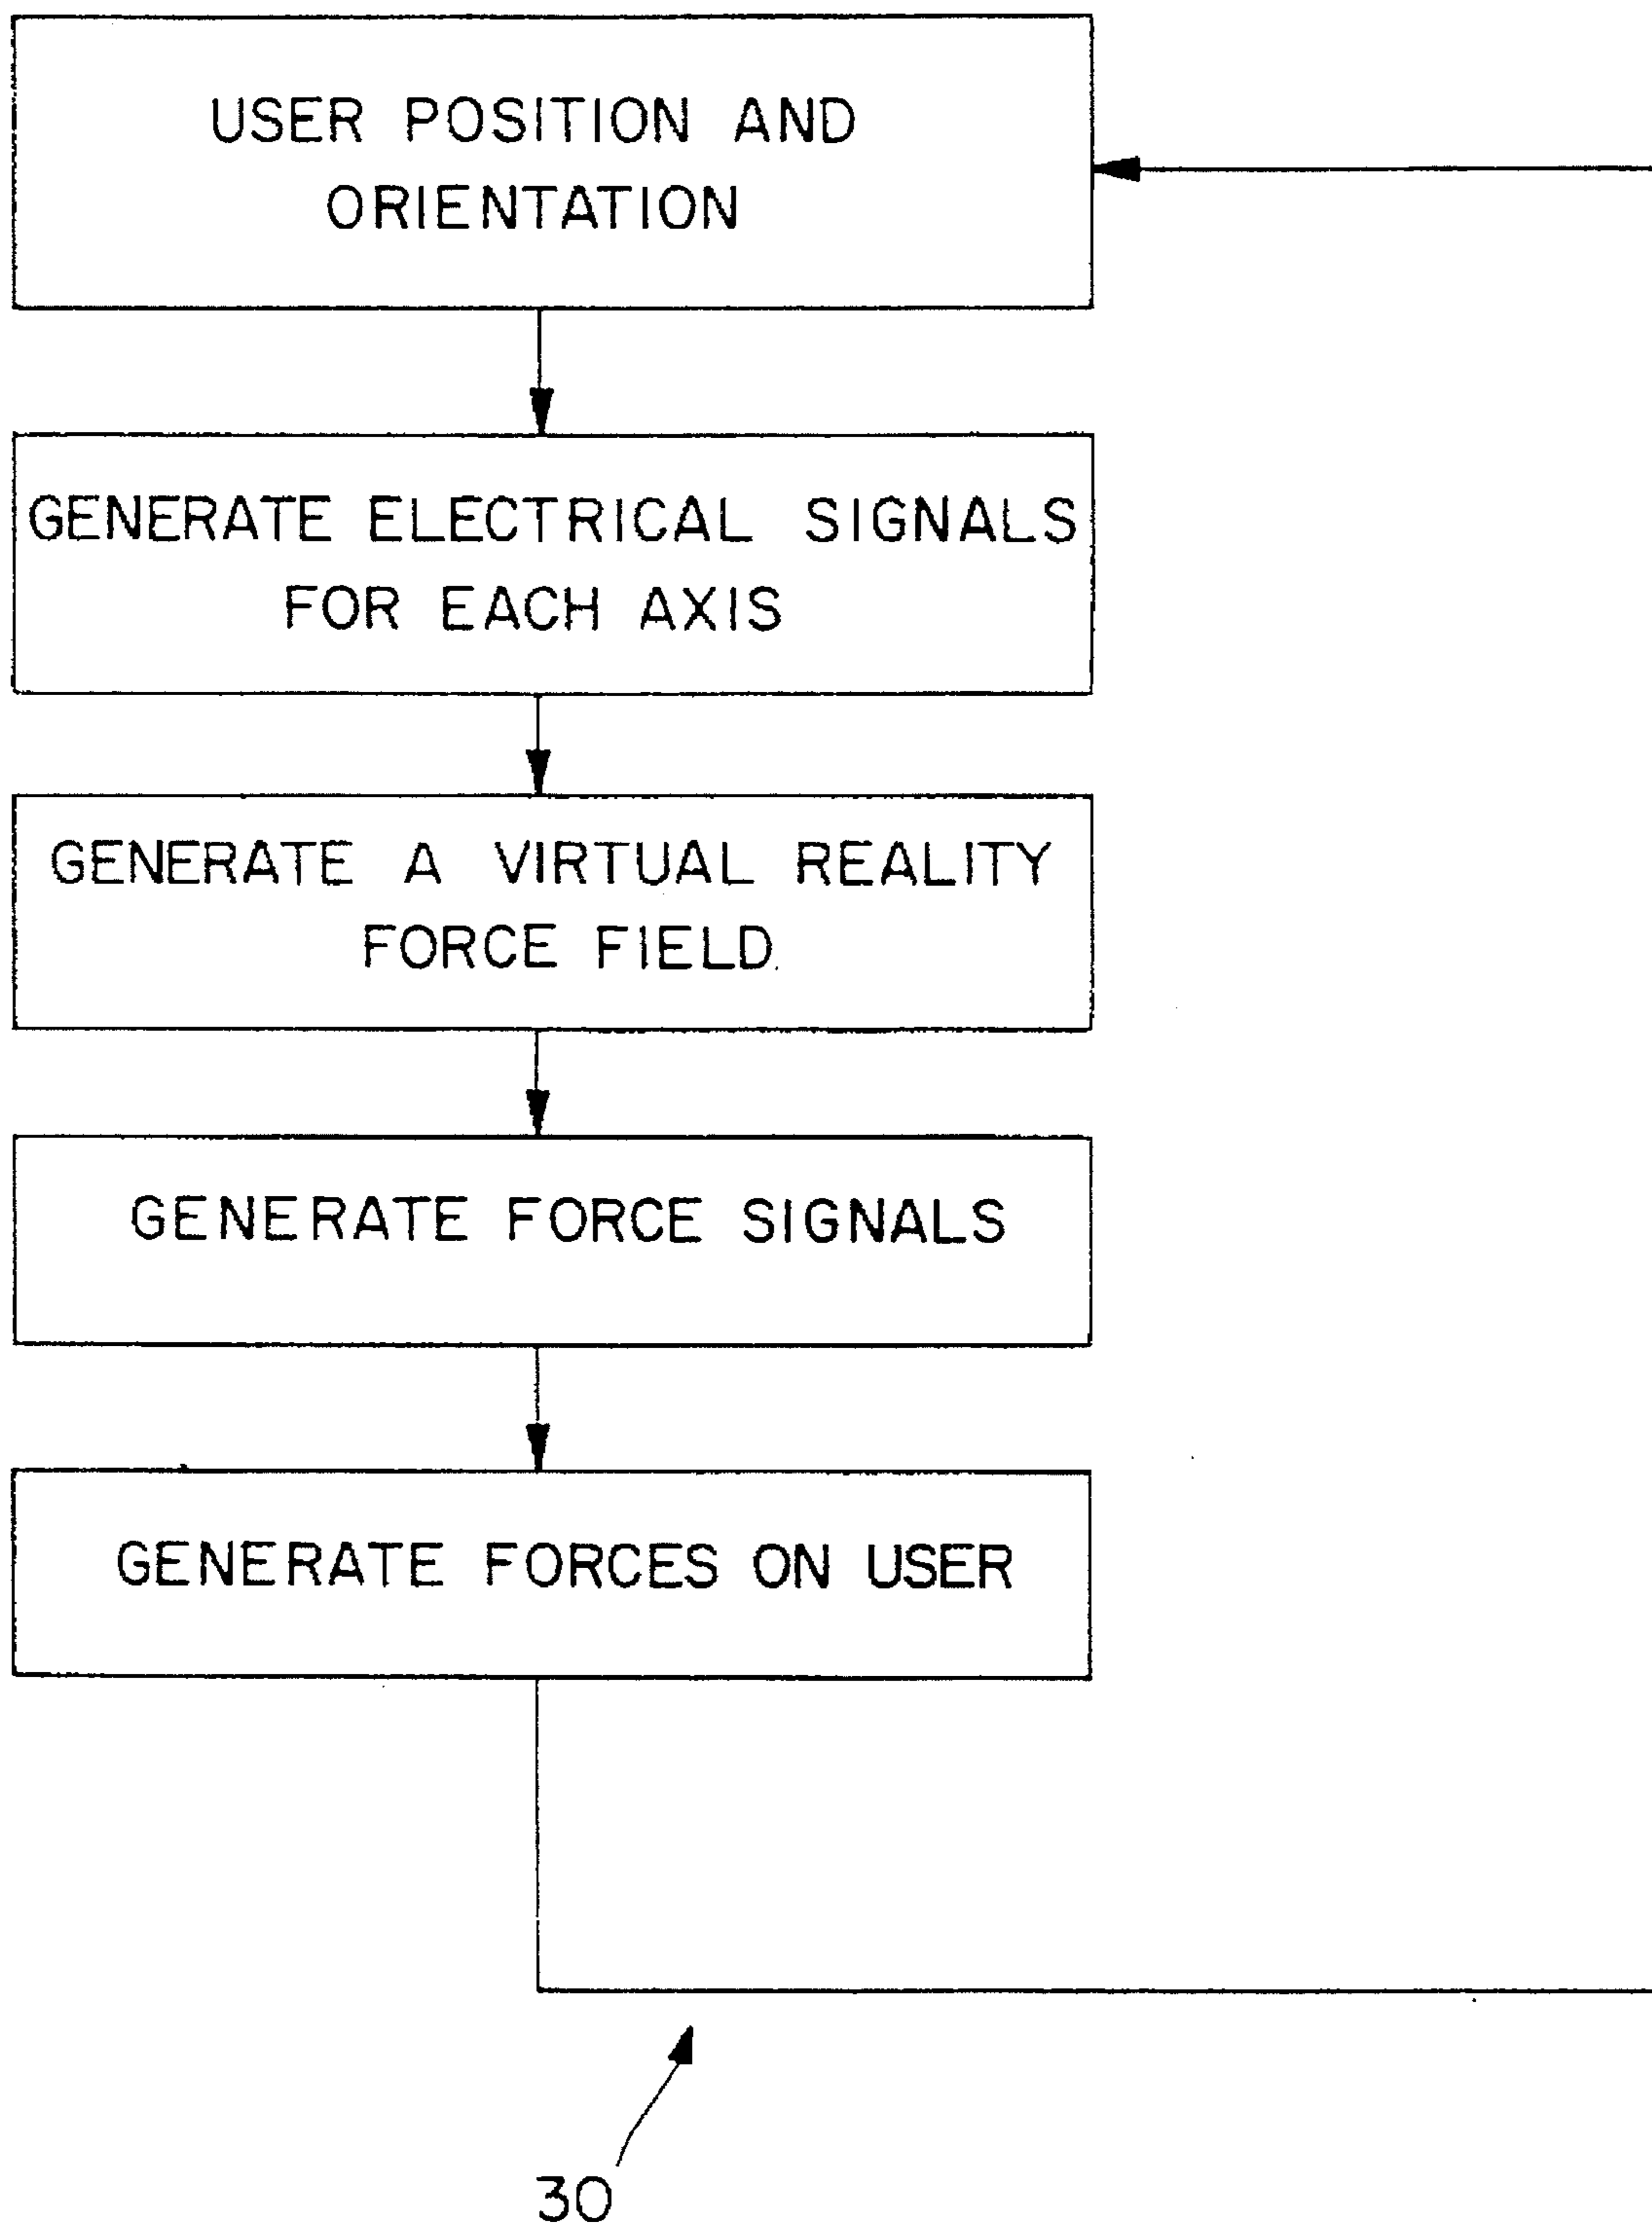 USER POSITION AND
ORIENTATION
GENERATE ELECTRICAL SIGNALS
FOR EACH AXIS
GENERATE A VIRTUAL REALITY
FORCE FIELD
GENERATE FORCE SIGNALS
GENERATE FORCES ON USER
30